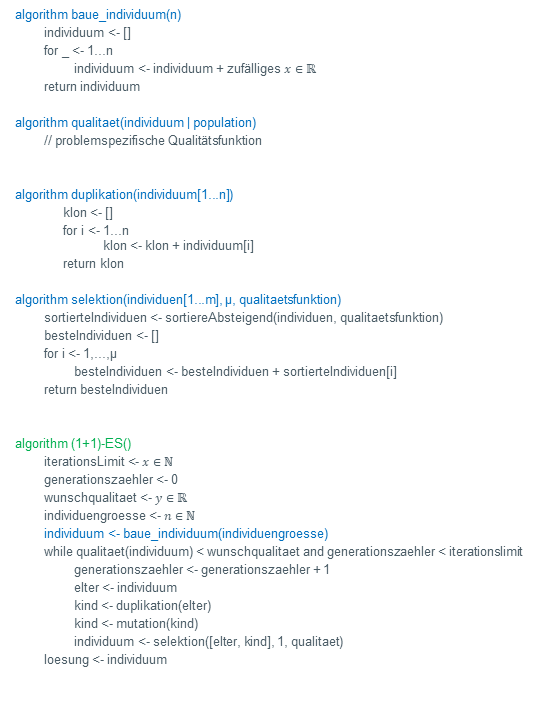 algorithm baue_individuum(n)
individuum <- []
for _ <- 1...n
individuum <- individuum + zufälliges 𝑥 ∈ ℝ
return individuum
algorithm qualitaet(individuum | population)
// problemspezifische Qualitätsfunktion
algorithm duplikation(individuum[1...n])
klon <- []
for i <- 1...n
klon <- klon + individuum[i]
return klon
algorithm selektion(individuen[1...m], µ, qualitaetsfunktion)
sortierteIndividuen <- sortiereAbsteigend(individuen, qualitaetsfunktion)
besteIndividuen <- []
for i <- 1,...,µ
besteIndividuen <- besteIndividuen + sortierteIndividuen[i]
return besteIndividuen
algorithm (1+1)-ES()
iterationsLimit <- 𝑥 ∈ ℕ
generationszaehler <- 0
wunschqualitaet <- 𝑦 ∈ ℝ
individuengroesse <- 𝑛 ∈ ℕ
individuum <- baue_individuum(individuengroesse)
while qualitaet(individuum) < wunschqualitaet and generationszaehler < iterationslimit
generationszaehler <- generationszaehler + 1
elter <- individuum
kind <- duplikation(elter)
kind <- mutation(kind)
individuum <- selektion([elter, kind], 1, qualitaet)
loesung <- individuum